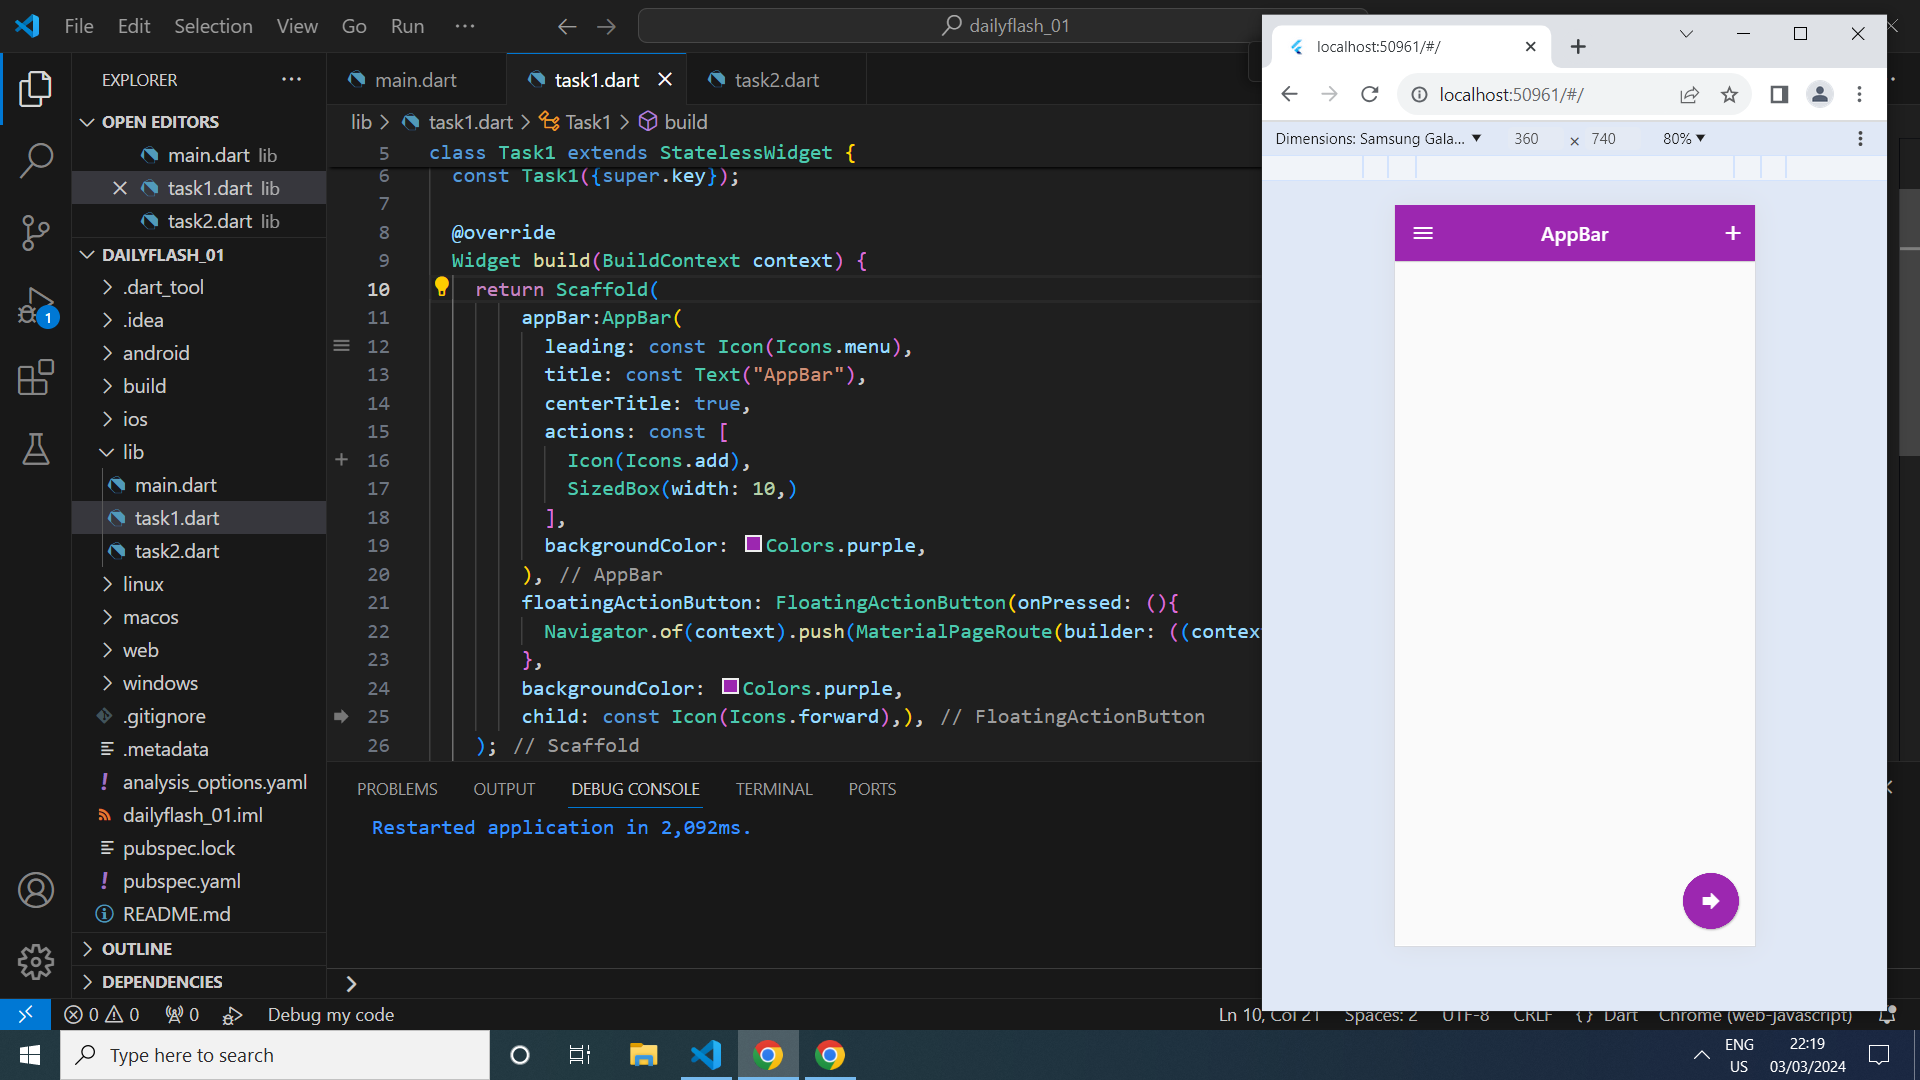 File Edit Selection View Go Run ··· dailyflash_01
EXPLORER ···
OPEN EDITORS
main.dart lib
task1.dart lib
task2.dart lib
DAILYFLASH_01
.dart_tool
.idea
android
build
ios
lib
main.dart
task1.dart
task2.dart
linux
macos
web
windows
.gitignore
.metadata
analysis_options.yaml
dailyflash_01.iml
pubspec.lock
pubspec.yaml
README.md
OUTLINE
DEPENDENCIES
main.dart task1.dart task2.dart
lib > task1.dart > Task1 > build
5 class Task1 extends StatelessWidget {
6 const Task1({super.key});
7
8 @override
9 Widget build(BuildContext context) {
10 return Scaffold(
11 appBar:AppBar(
12 leading: const Icon(Icons.menu),
13 title: const Text("AppBar"),
14 centerTitle: true,
15 actions: const [
16 Icon(Icons.add),
17 SizedBox(width: 10,)
18 ],
19 backgroundColor: Colors.purple,
20 ), // AppBar
21 floatingActionButton: FloatingActionButton(onPressed: (){
22 Navigator.of(context).push(MaterialPageRoute(builder: ((contex
23 },
24 backgroundColor: Colors.purple,
25 child: const Icon(Icons.forward),), // FloatingActionButton
26 ); // Scaffold
PROBLEMS OUTPUT DEBUG CONSOLE TERMINAL PORTS
Restarted application in 2,092ms.
localhost:50961/#/
localhost:50961/#/
Dimensions: Samsung Gala... 360 × 740 80%
AppBar
1
0 0 0 Debug my code Ln 10, Col 21 Spaces: 2 UTF-8 CRLF {} Dart Chrome (web-javascript)
Type here to search
ENG
US
22:19
03/03/2024